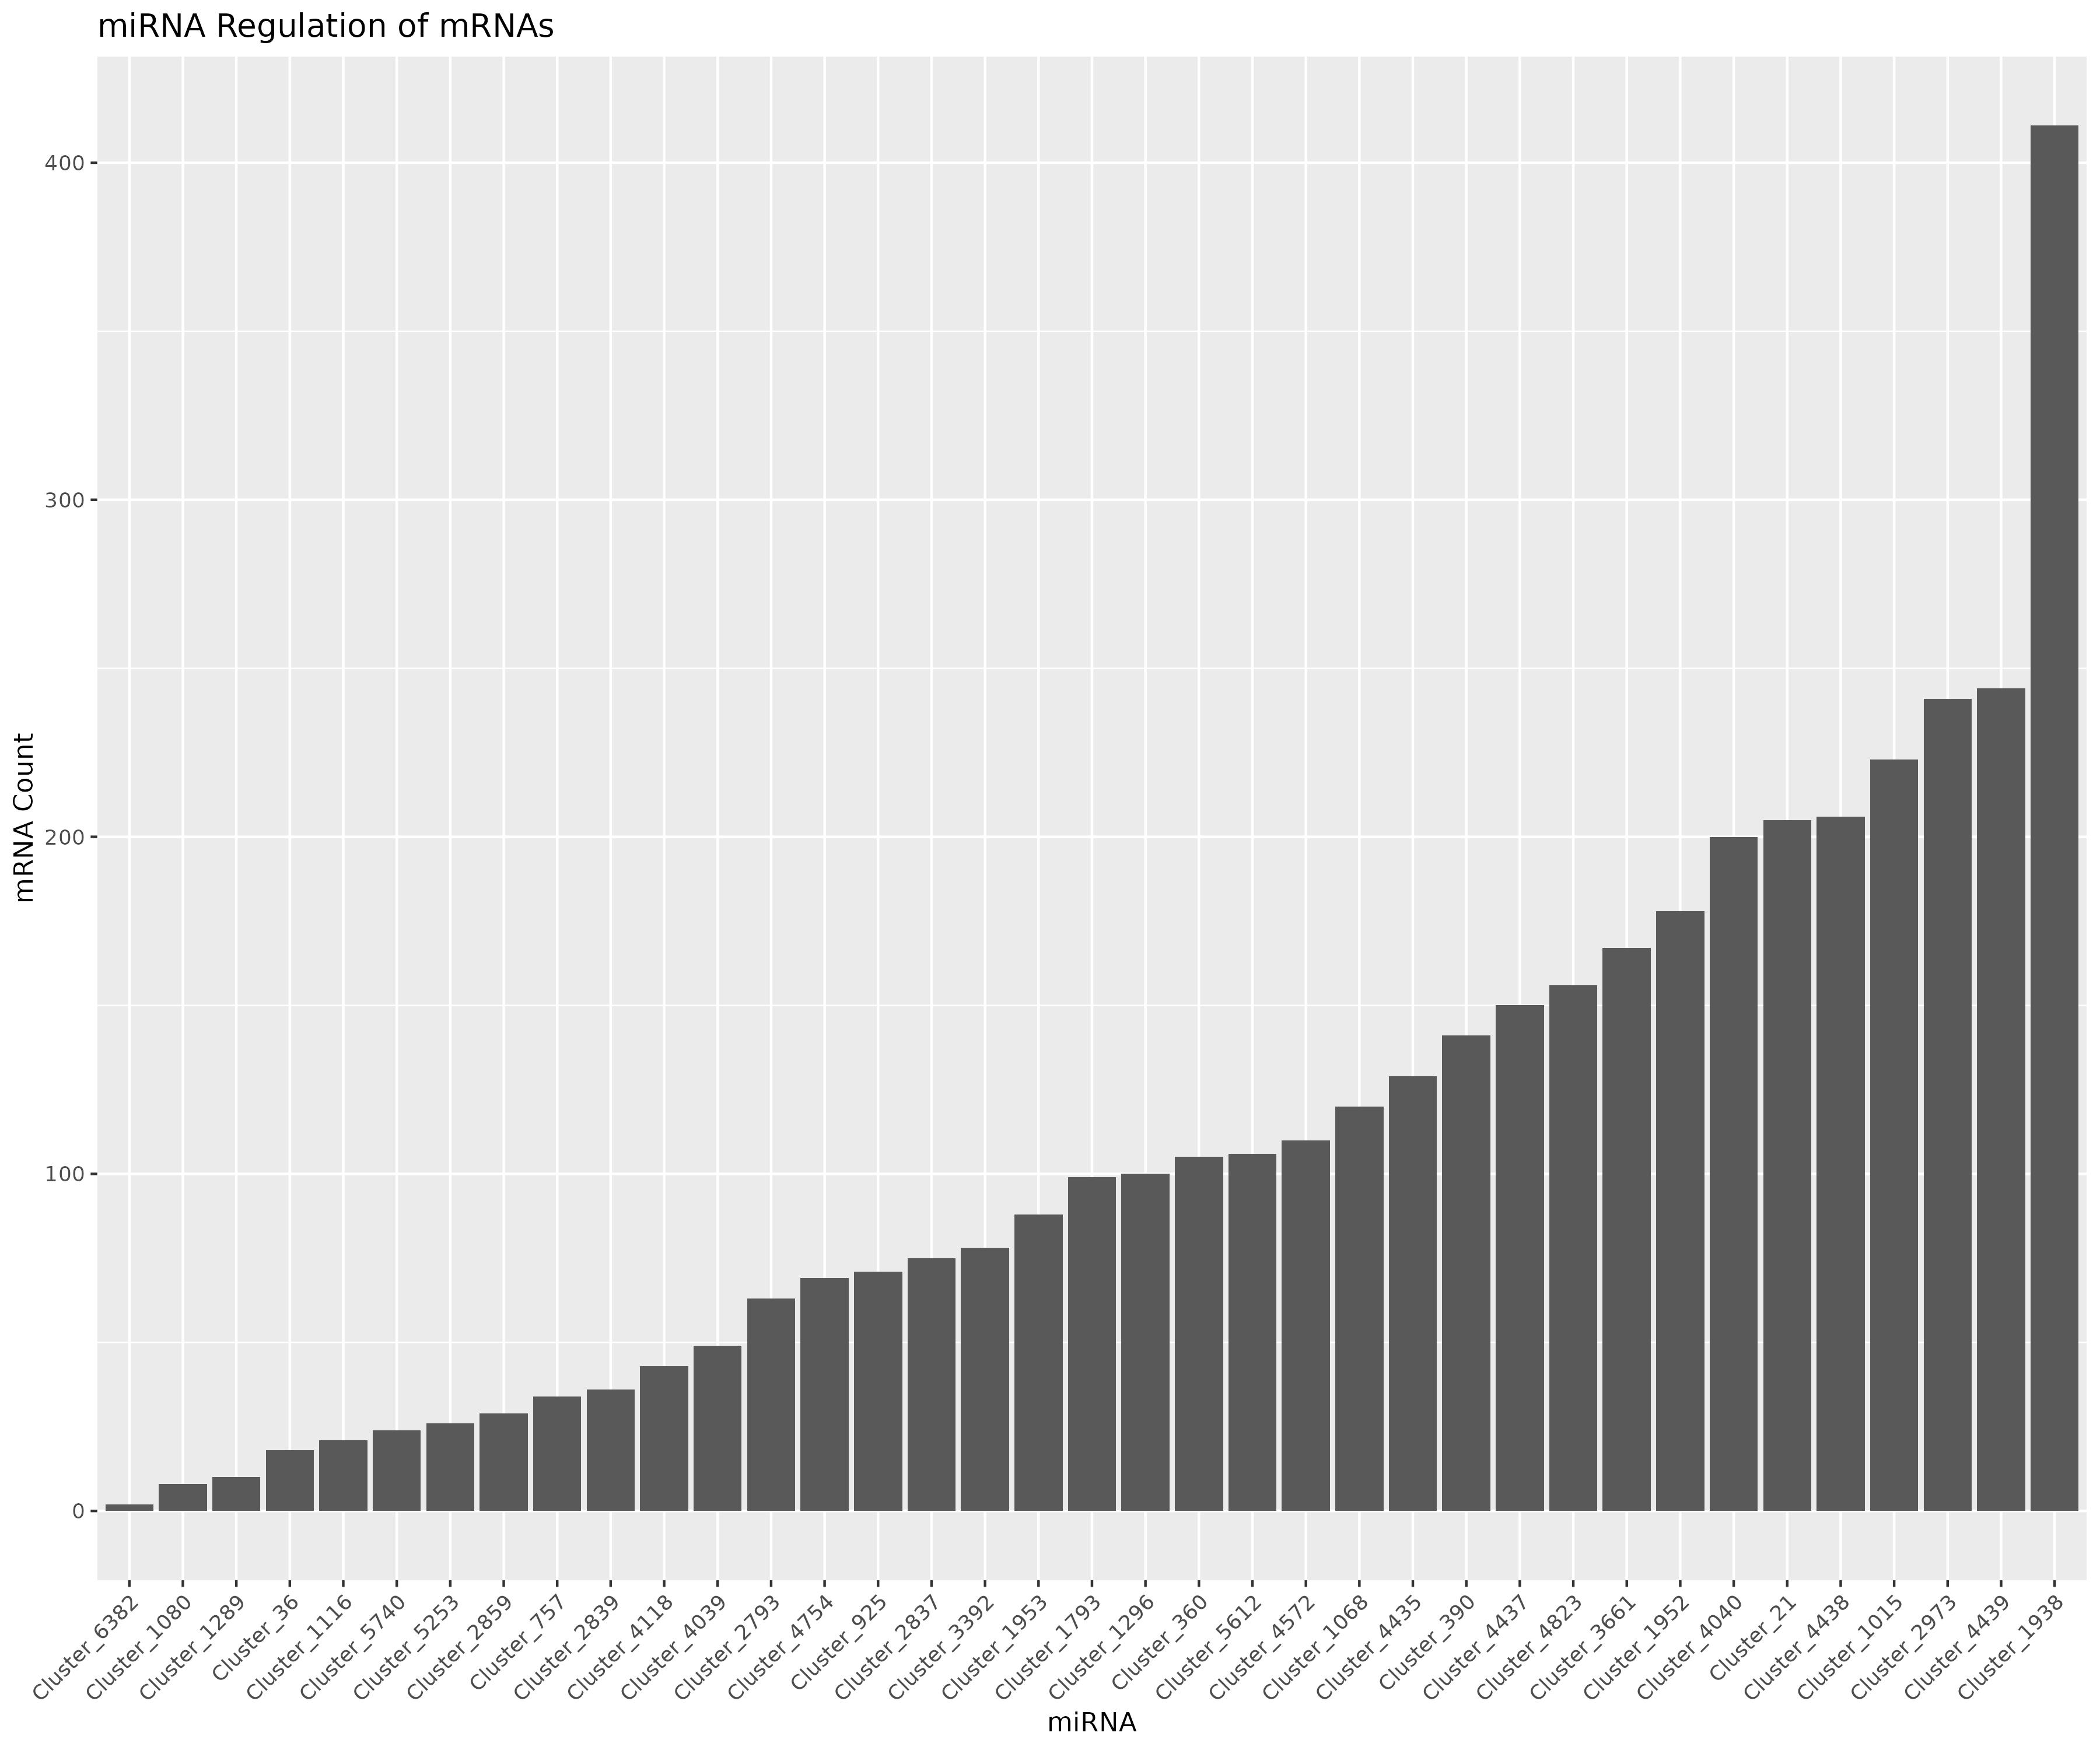 miRNA Regulation of mRNAs
mRNA Count
400
300
200
100
0
Cluster_6382
Cluster_1080
Cluster_1289
Cluster_36
Cluster_1116
Cluster_5740
Cluster_5253
Cluster_2859
Cluster_757
Cluster_2839
Cluster_4118
Cluster_4039
Cluster_2793
Cluster_4754
Cluster_925
Cluster_2837
Cluster_3392
Cluster_1953
Cluster_1793
Cluster_1296
Cluster_360
Cluster_5612
Cluster_4572
Cluster_1068
Cluster_4435
Cluster_390
Cluster_4437
Cluster_4823
Cluster_3661
Cluster_1952
Cluster_4040
Cluster_21
Cluster_4438
Cluster_1015
Cluster_2973
Cluster_4439
Cluster_1938
miRNA